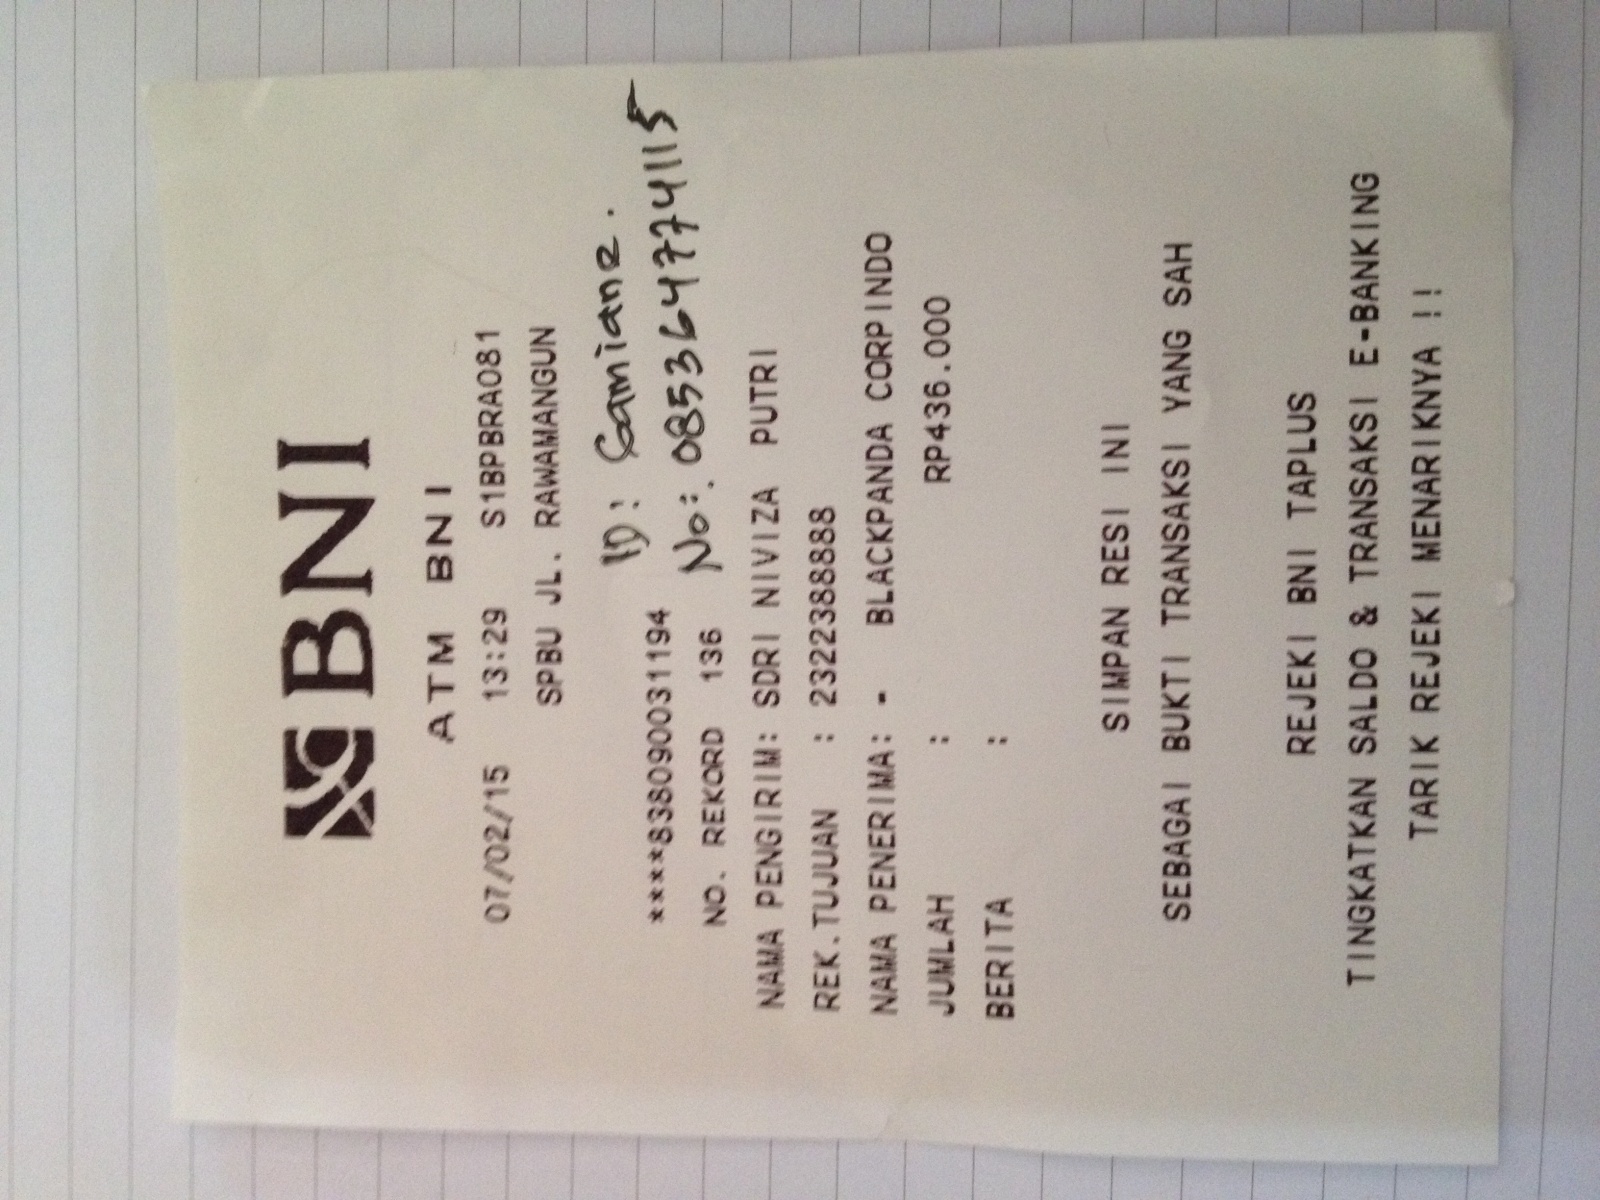 BNI
ATM BNI
07/02/15 13:29 S1BPBRA081
SPBU JL. RAWAMANGUN
ID: Gamiane.
****838090031194
No: 085364774115
NO. REKORD 136
NAMA PENGIRIM: SDRI NIVIZA PUTRI
REK.TUJUAN : 2322388888
NAMA PENERIMA: - BLACKPANDA CORPINDO
JUMLAH : RP436.000
BERITA :
SIMPAN RESI INI
SEBAGAI BUKTI TRANSAKSI YANG SAH
REJEKI BNI TAPLUS
TINGKATKAN SALDO & TRANSAKSI E-BANKING
TARIK REJEKI MENARIKNYA !!